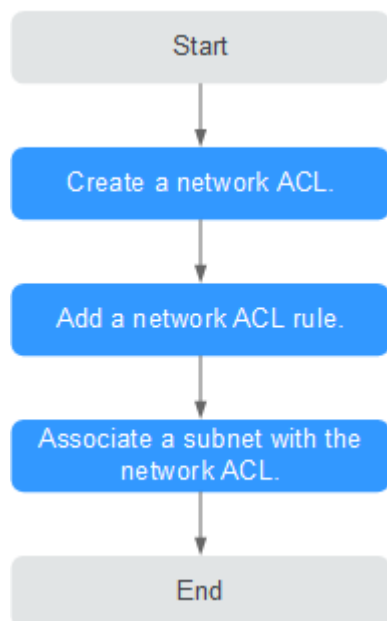 Start
Create a network ACL.
Add a network ACL rule.
Associate a subnet with the
network ACL.
End